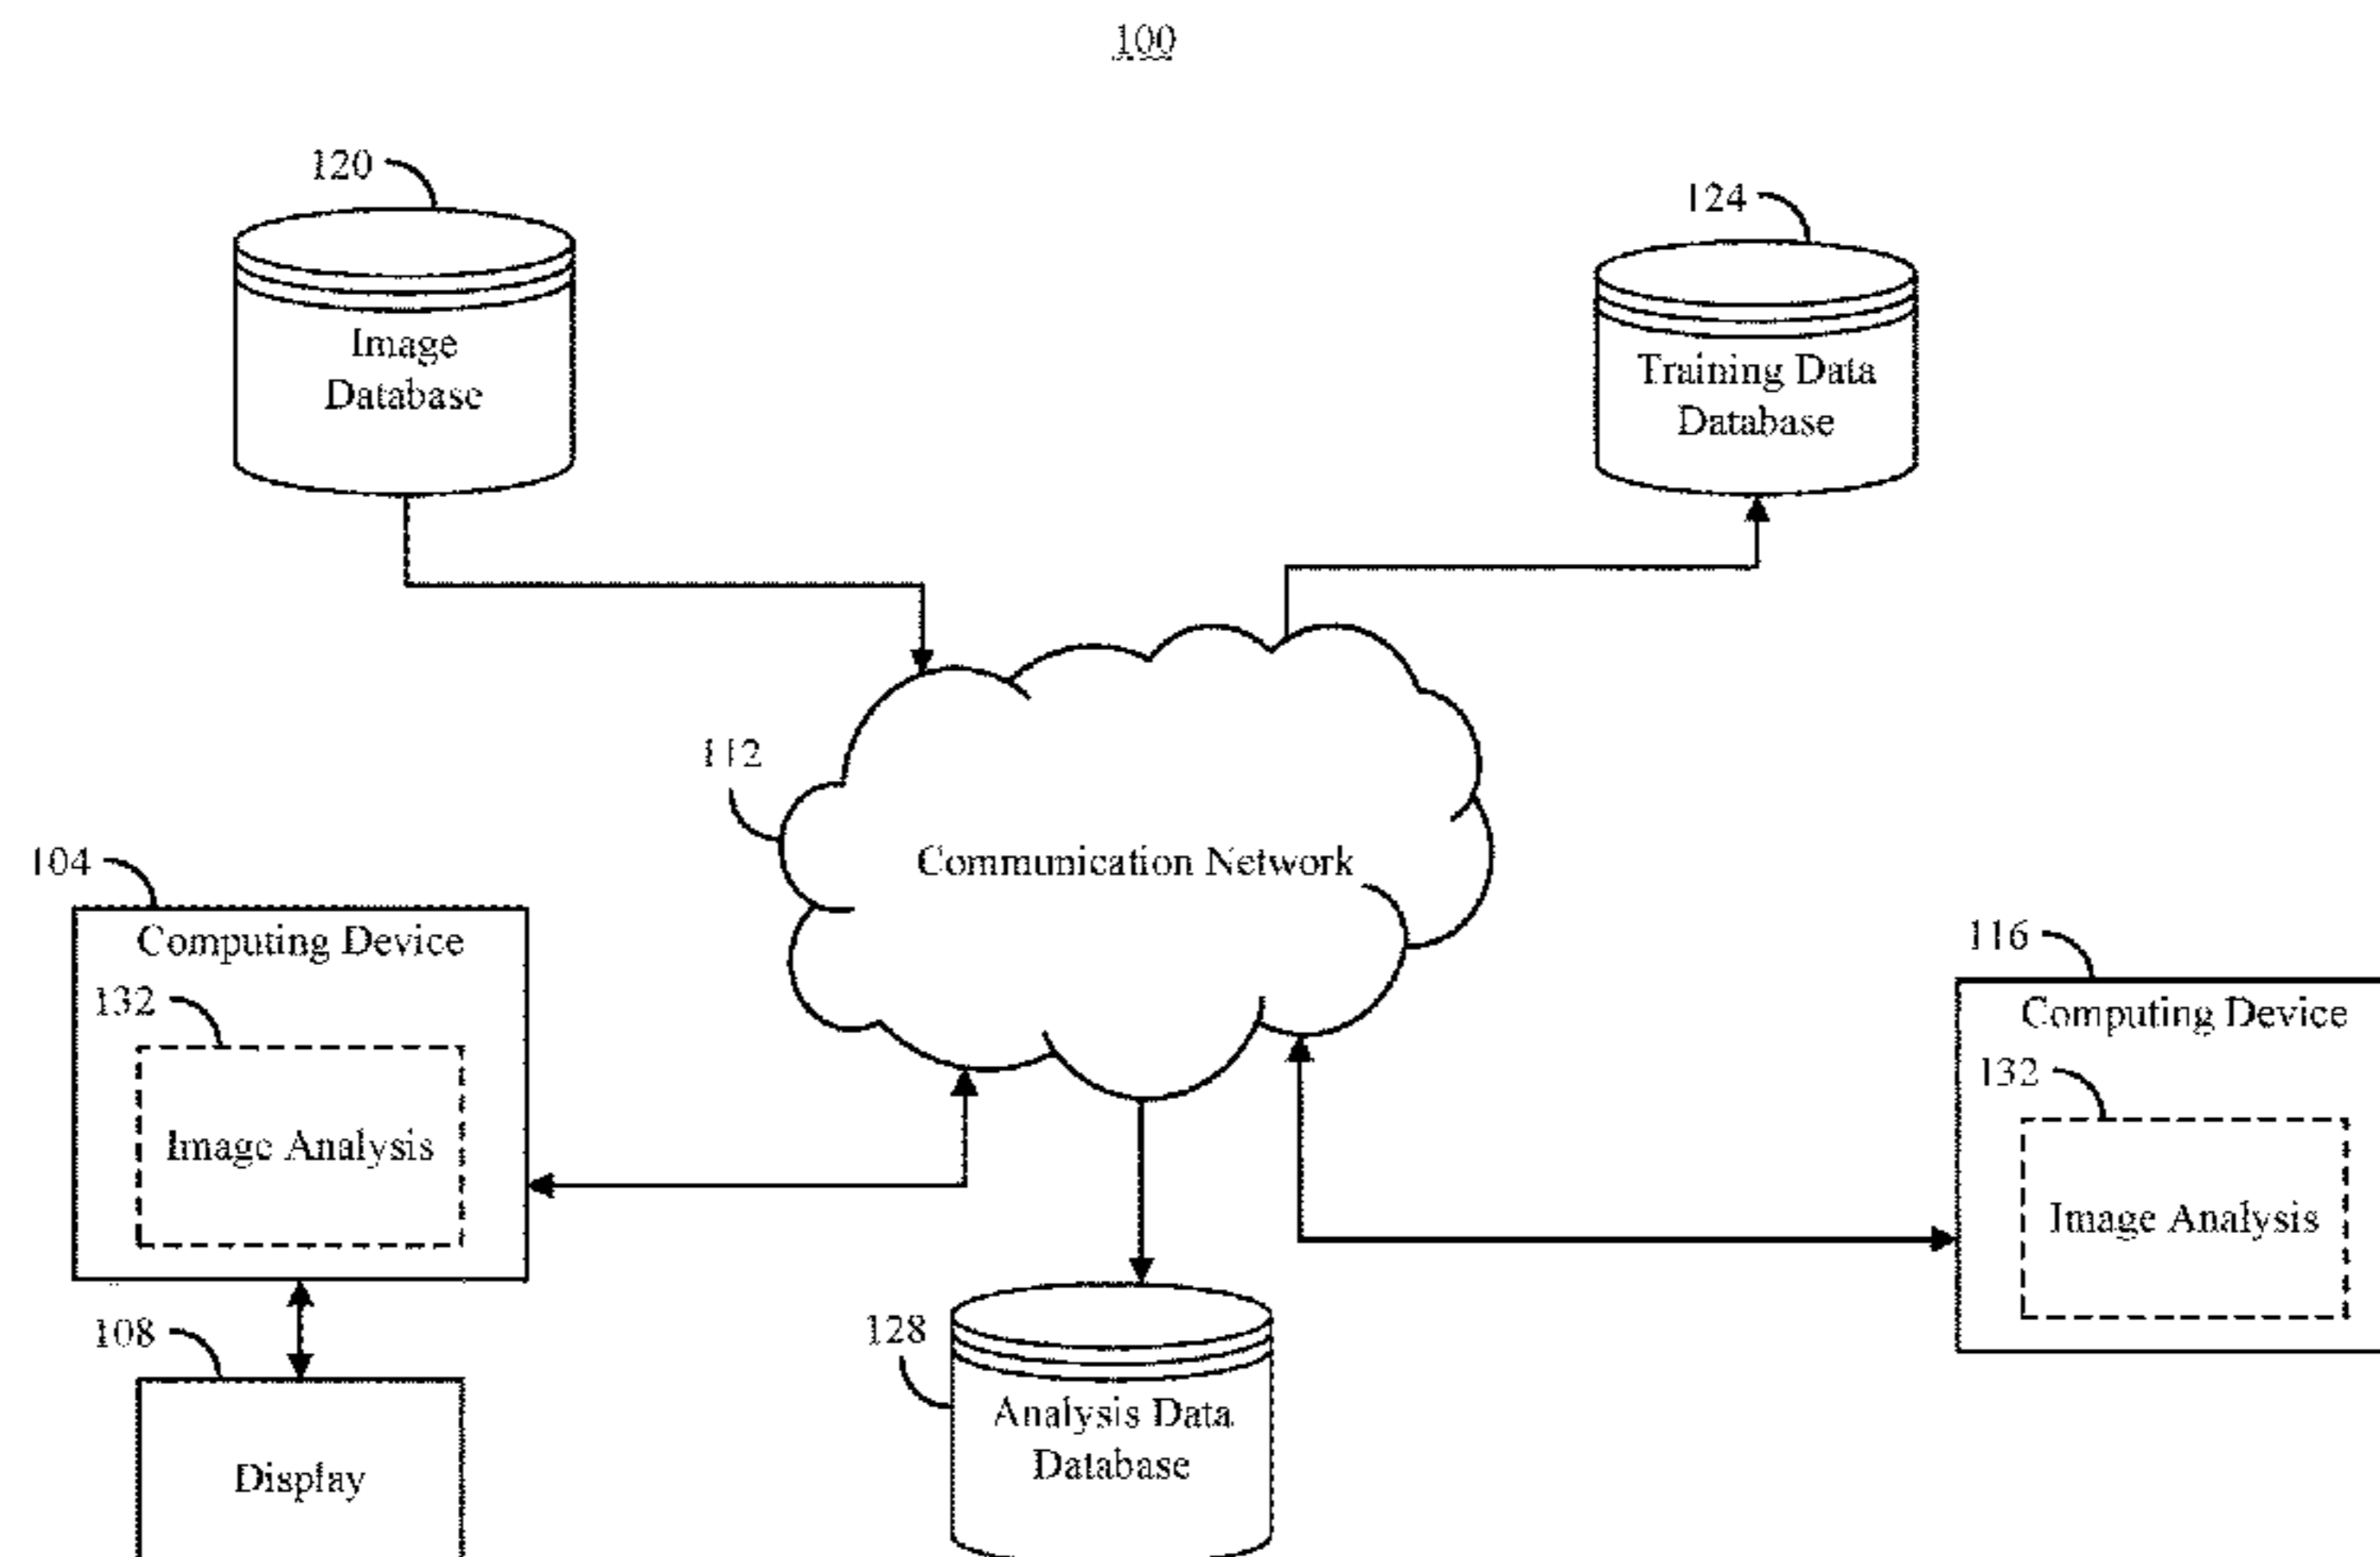 100
120
124
Image
Database
Training Data
Database
112
Communication Network
104
Computing Device
132
Image Analysis
116
Computing Device
132
Image Analysis
108
Display
128
Analysis Data
Database